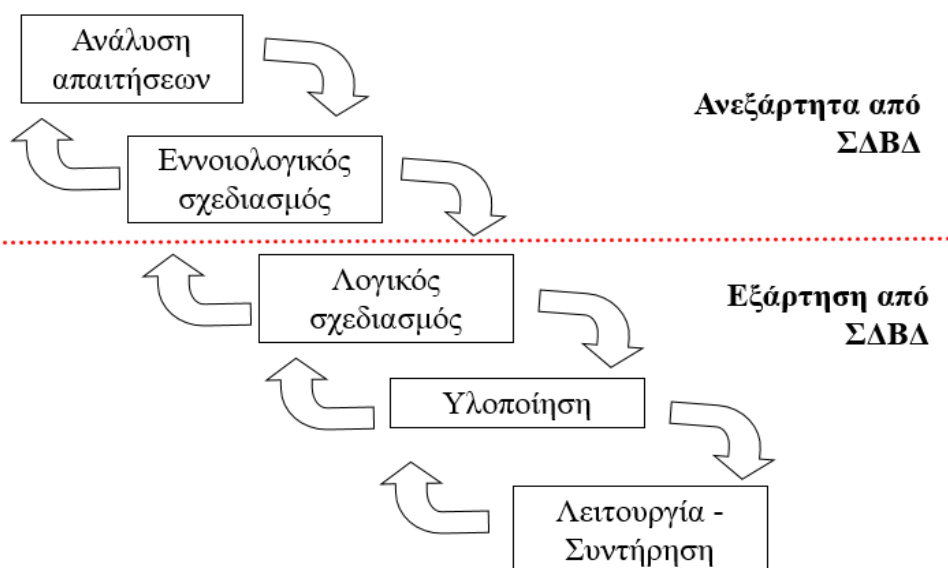 Ανάλυση
απαιτήσεων
Ανεξάρτητα από
ΣΔΒΔ
Εννοιολογικός
σχεδιασμός
Λογικός
σχεδιασμός
Εξάρτηση από
ΣΔΒΔ
Υλοποίηση
Λειτουργία -
Συντήρηση